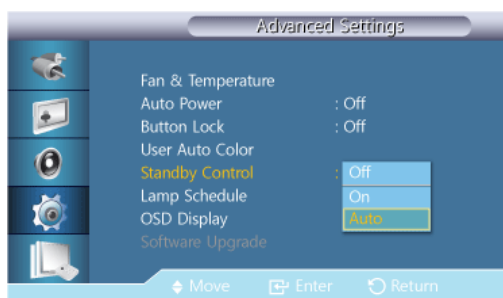 Advanced Settings
Fan & Temperature
Auto Power : Off
Button Lock : Off
User Auto Color
Standby Control : Off
Lamp Schedule On
OSD Display Auto
Software Upgrade
Move Enter Return